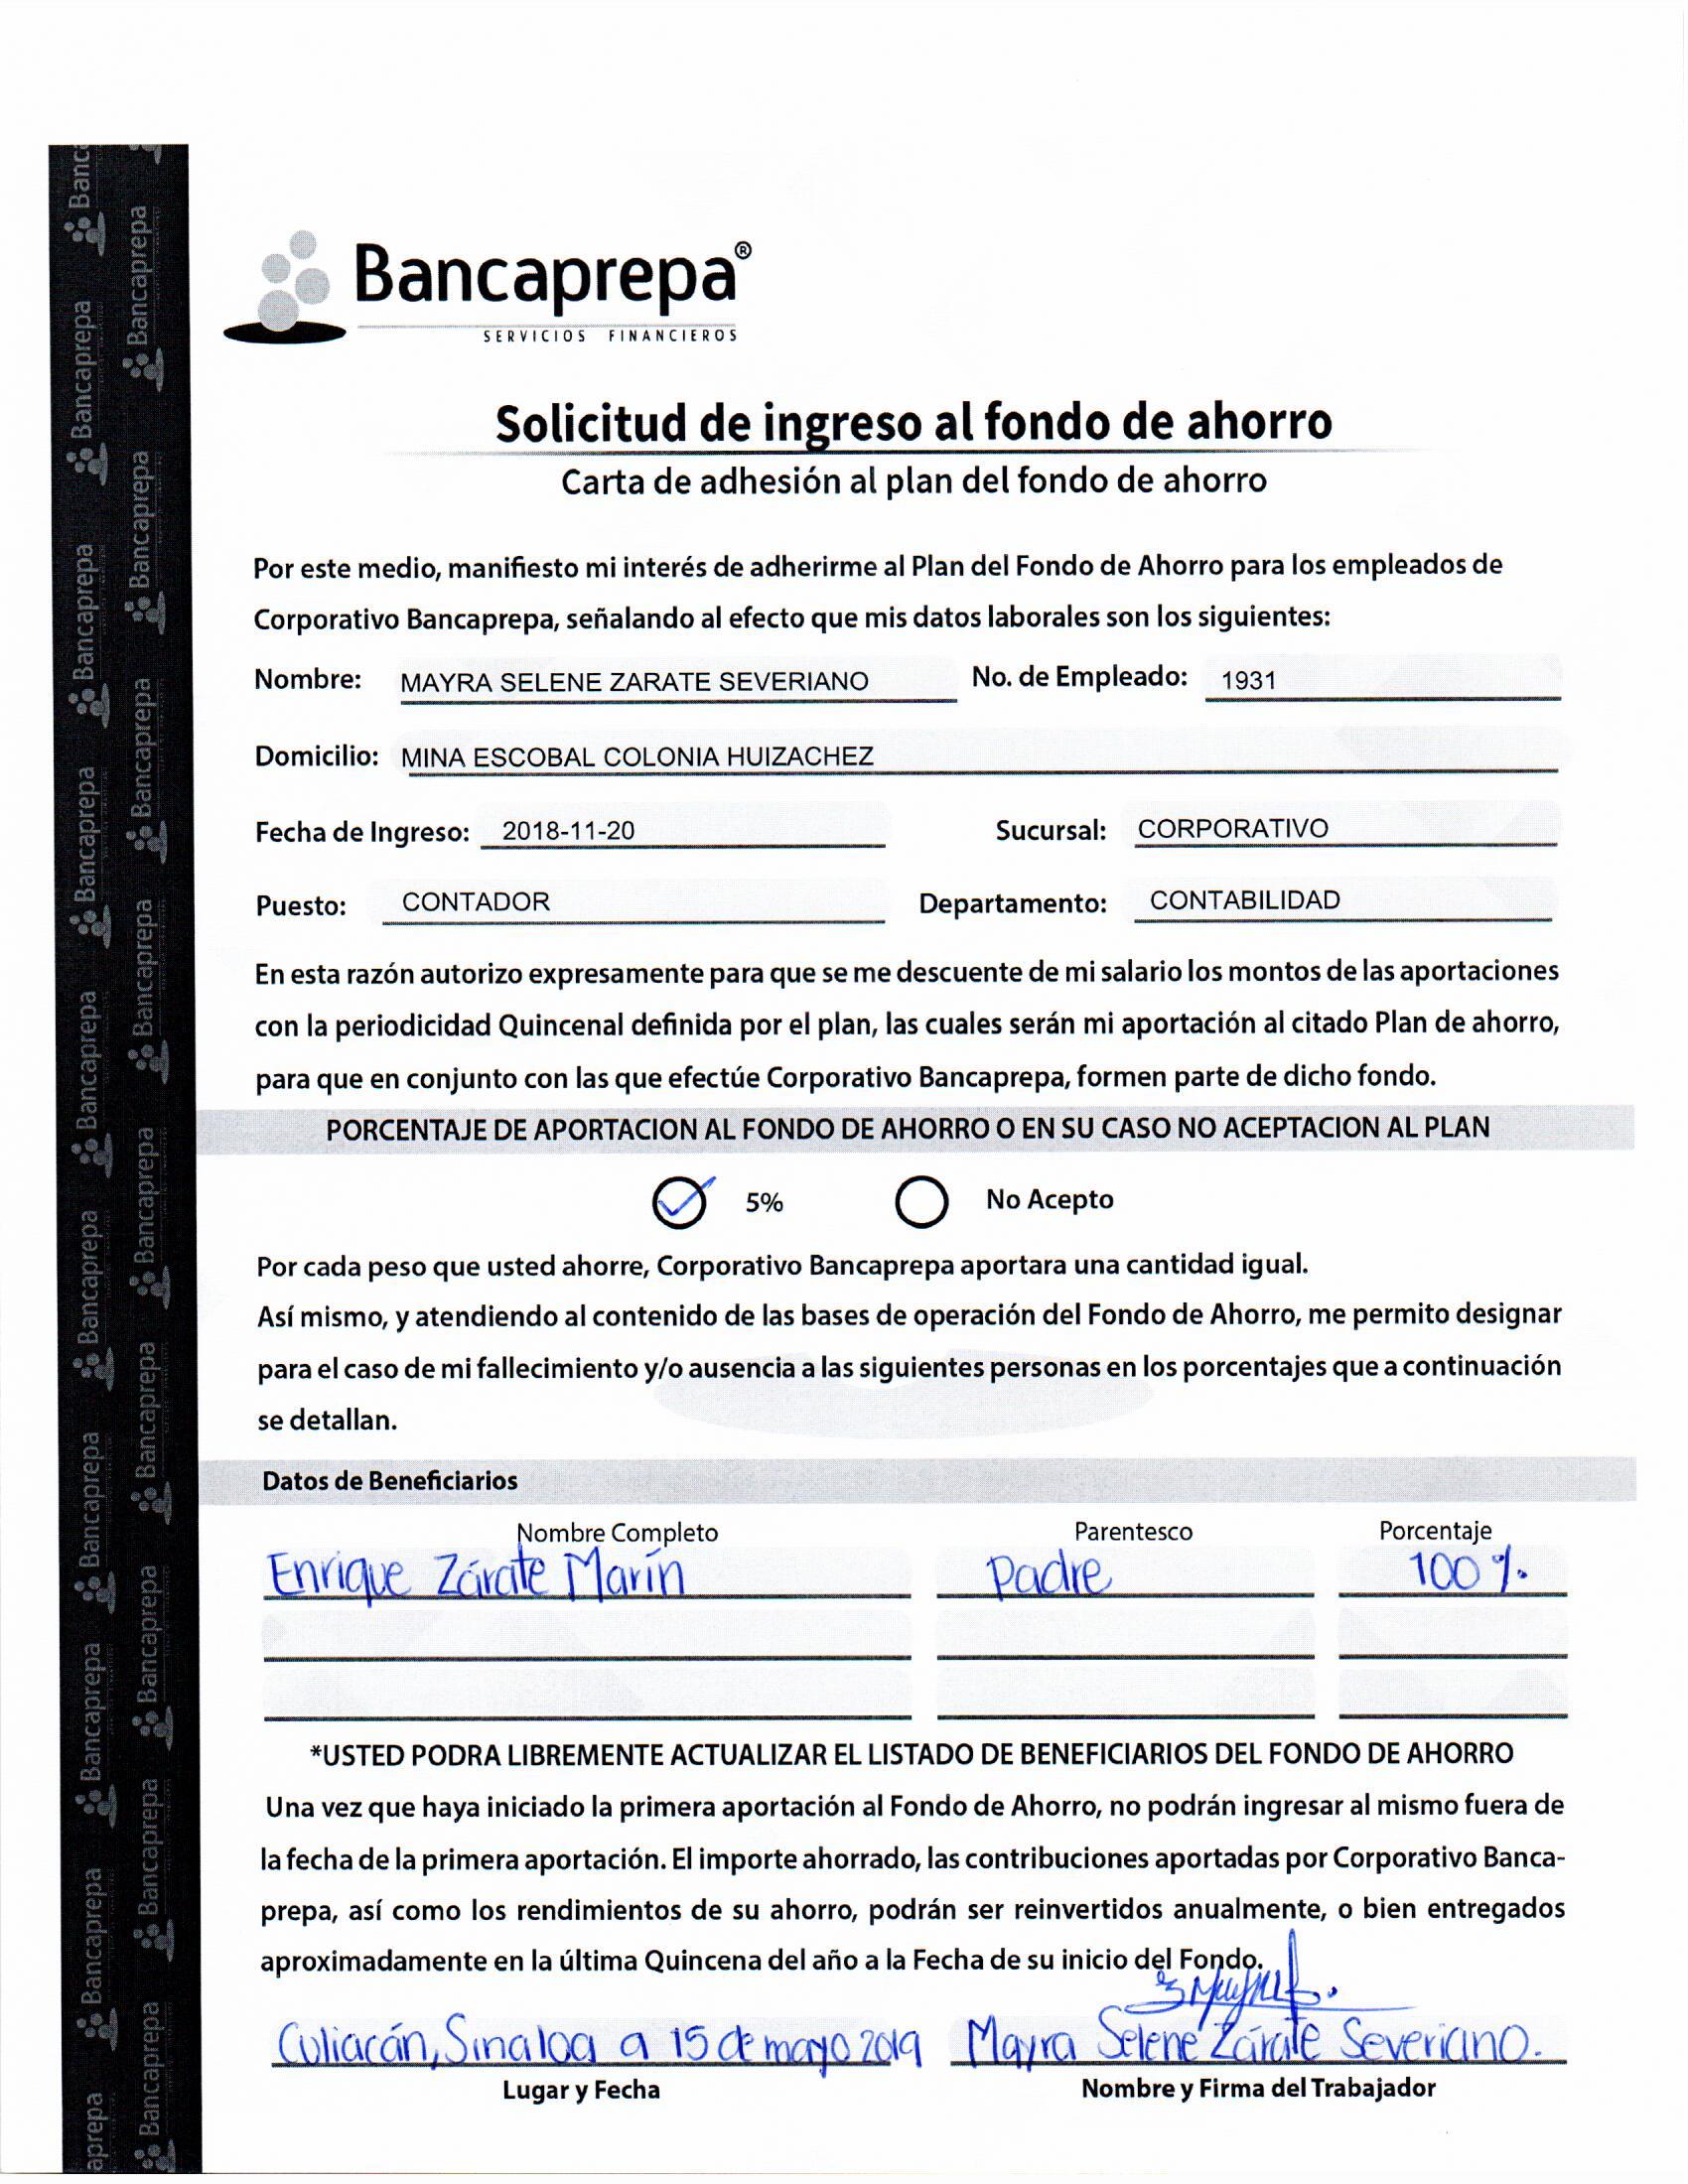 Bancaprepa®
SERVICIOS FINANCIEROS
Solicitud de ingreso al fondo de ahorro
Carta de adhesión al plan del fondo de ahorro
Por este medio, manifiesto mi interés de adherirme al Plan del Fondo de Ahorro para los empleados de
Corporativo Bancaprepa, señalando al efecto que mis datos laborales son los siguientes:
Nombre: MAYRA SELENE ZARATE SEVERIANO No. de Empleado: 1931
Domicilio: MINA ESCOBAL COLONIA HUIZACHEZ
Fecha de Ingreso: 2018-11-20 Sucursal: CORPORATIVO
Puesto: CONTADOR Departamento: CONTABILIDAD
En esta razón autorizo expresamente para que se me descuente de mi salario los montos de las aportaciones
con la periodicidad Quincenal definida por el plan, las cuales serán mi aportación al citado Plan de ahorro,
para que en conjunto con las que efectúe Corporativo Bancaprepa, formen parte de dicho fondo.
PORCENTAJE DE APORTACION AL FONDO DE AHORRO O EN SU CASO NO ACEPTACION AL PLAN
5% No Acepto
Por cada peso que usted ahorre, Corporativo Bancaprepa aportara una cantidad igual.
Así mismo, y atendiendo al contenido de las bases de operación del Fondo de Ahorro, me permito designar
para el caso de mi fallecimiento y/o ausencia a las siguientes personas en los porcentajes que a continuación
se detallan.
Datos de Beneficiarios
Nombre Completo Parentesco Porcentaje
Enrique Zárate Marín Padre 100%
*USTED PODRA LIBREMENTE ACTUALIZAR EL LISTADO DE BENEFICIARIOS DEL FONDO DE AHORRO
Una vez que haya iniciado la primera aportación al Fondo de Ahorro, no podrán ingresar al mismo fuera de
la fecha de la primera aportación. El importe ahorrado, las contribuciones aportadas por Corporativo Banca-
prepa, así como los rendimientos de su ahorro, podrán ser reinvertidos anualmente, o bien entregados
aproximadamente en la última Quincena del año a la Fecha de su inicio del Fondo.
Culiacán, Sinaloa a 15 de mayo 2019 Mayra Selene Zárate Severiano.
Lugar y Fecha Nombre y Firma del Trabajador